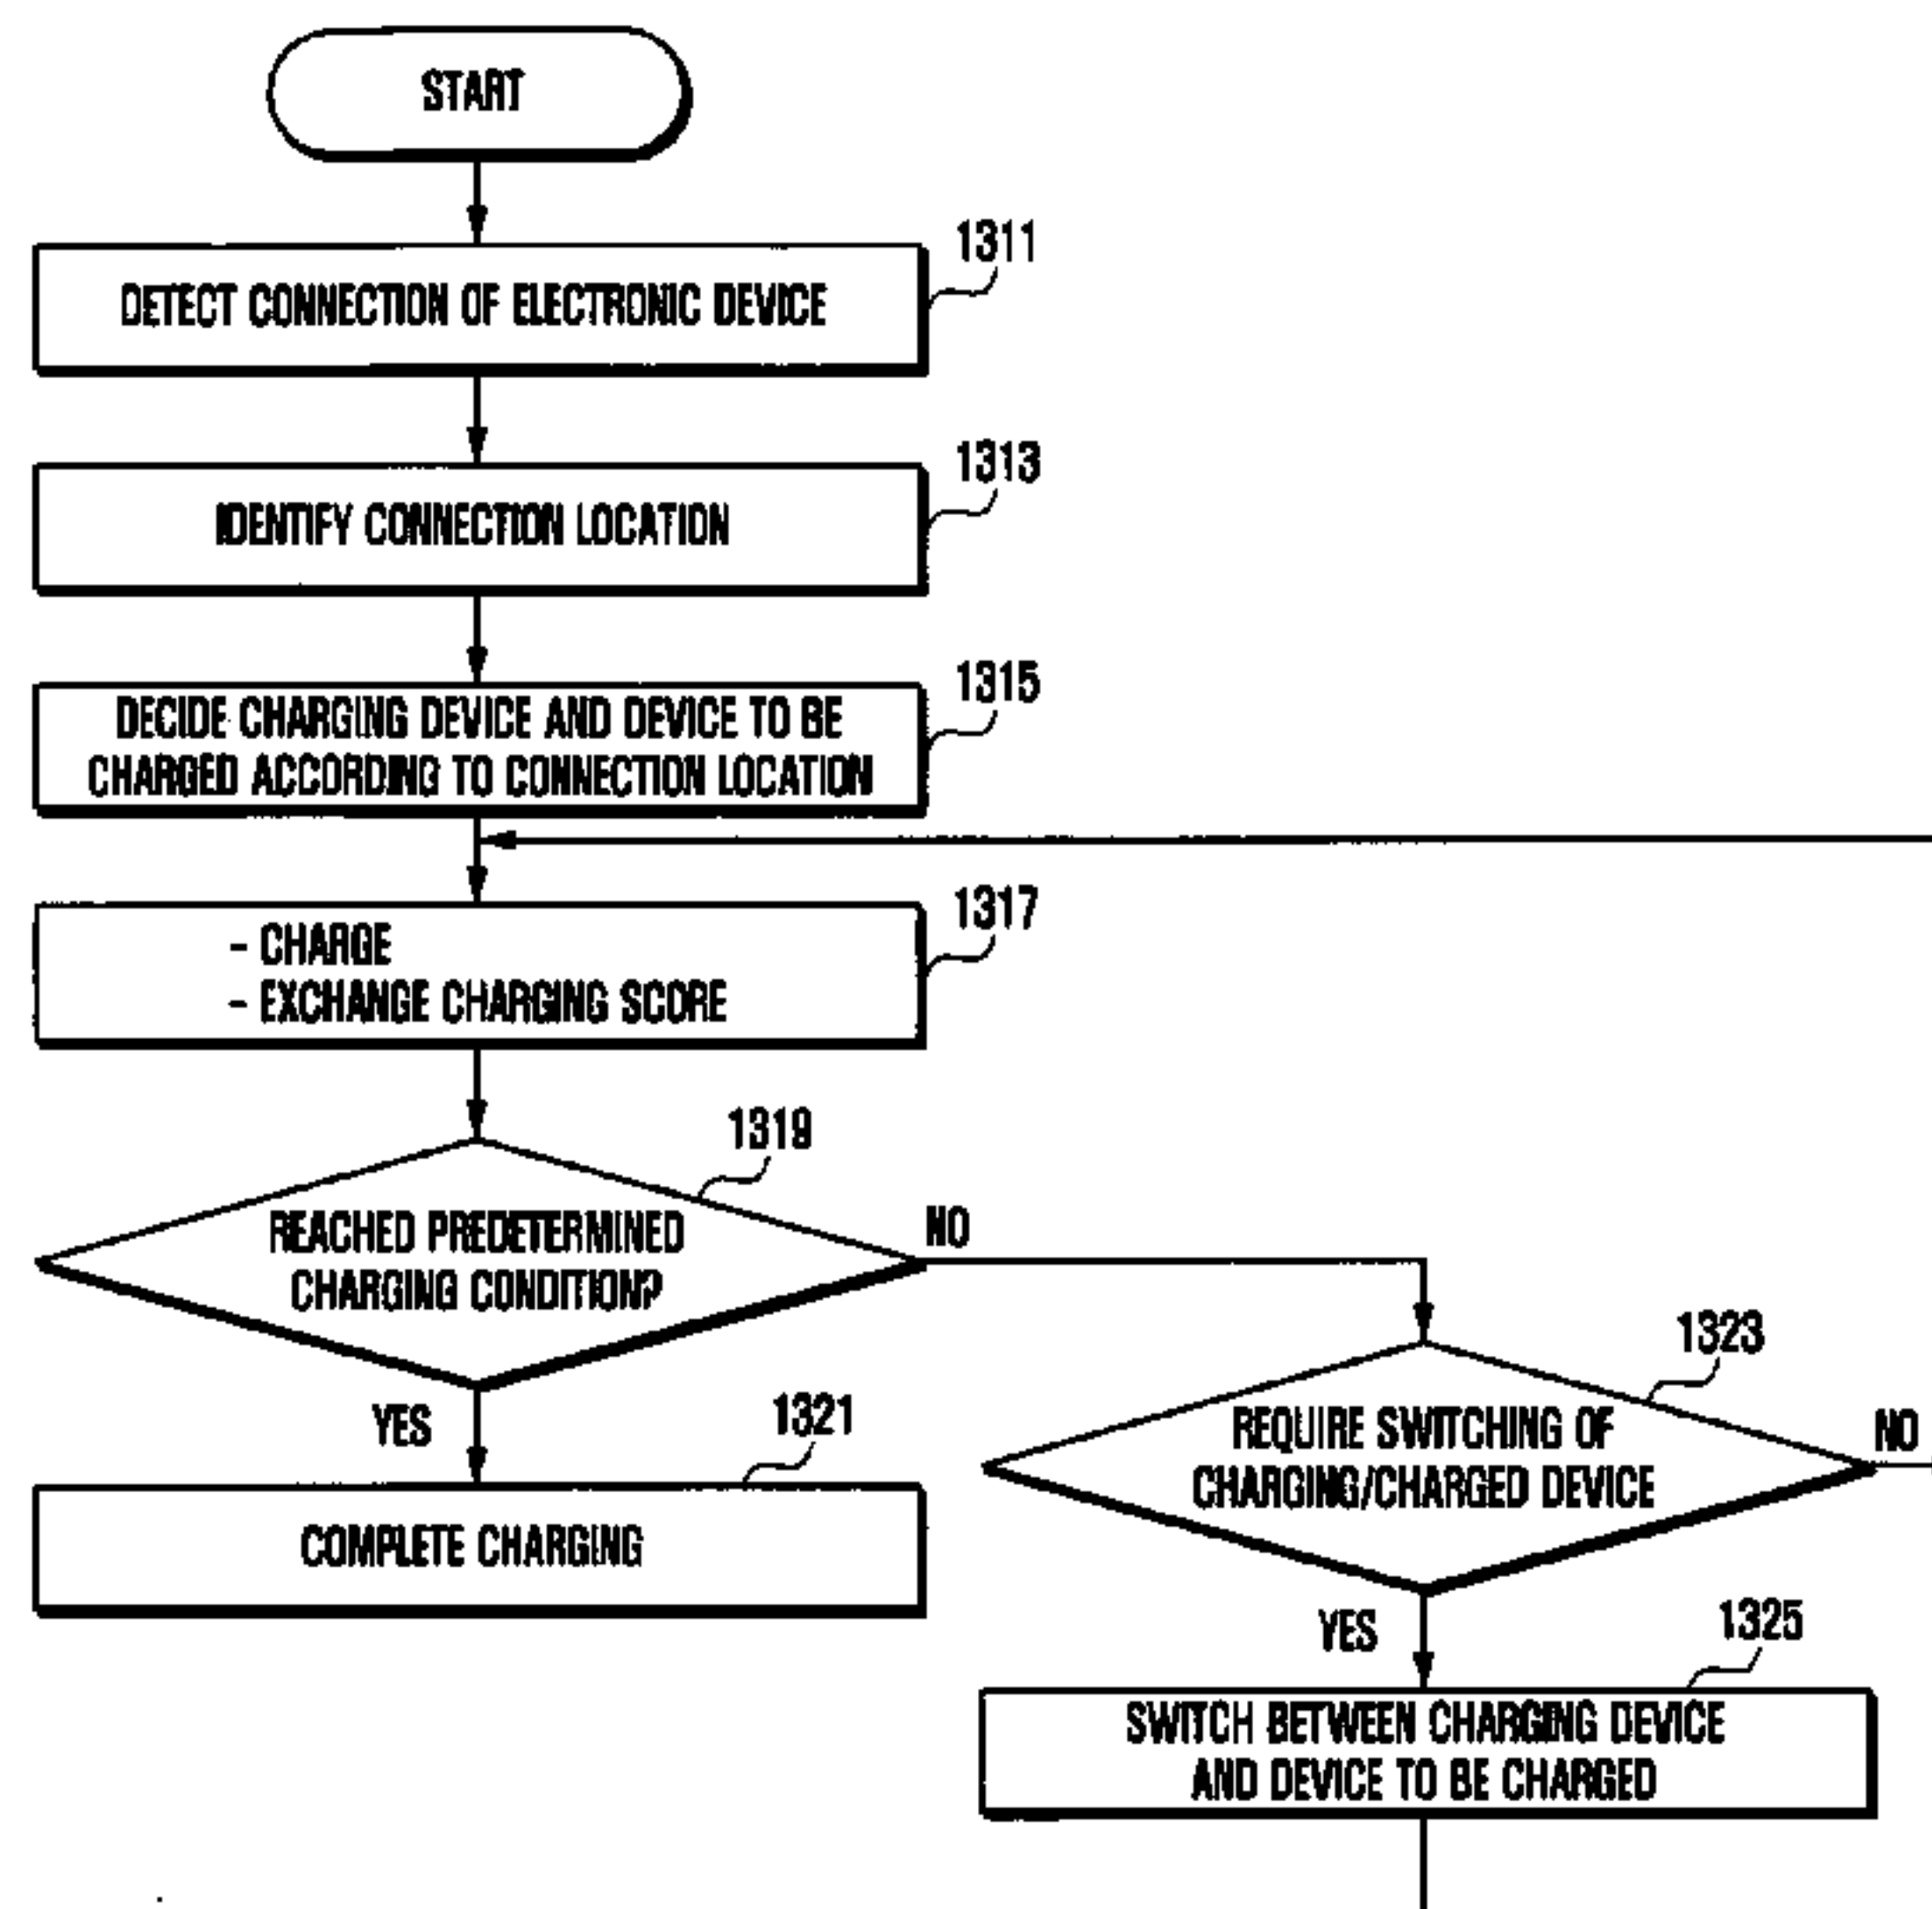 START
1311
DETECT CONNECTION OF ELECTRONIC DEVICE
1313
IDENTIFY CONNECTION LOCATION
1315
DECIDE CHARGING DEVICE AND DEVICE TO BE
CHARGED ACCORDING TO CONNECTION LOCATION
1317
- CHARGE
- EXCHANGE CHARGING SCORE
1319
REACHED PREDETERMINED
CHARGING CONDITION?
NO
YES
1321
COMPLETE CHARGING
1323
REQUIRE SWITCHING OF
CHARGING/CHARGED DEVICE
NO
YES
1325
SWITCH BETWEEN CHARGING DEVICE
AND DEVICE TO BE CHARGED